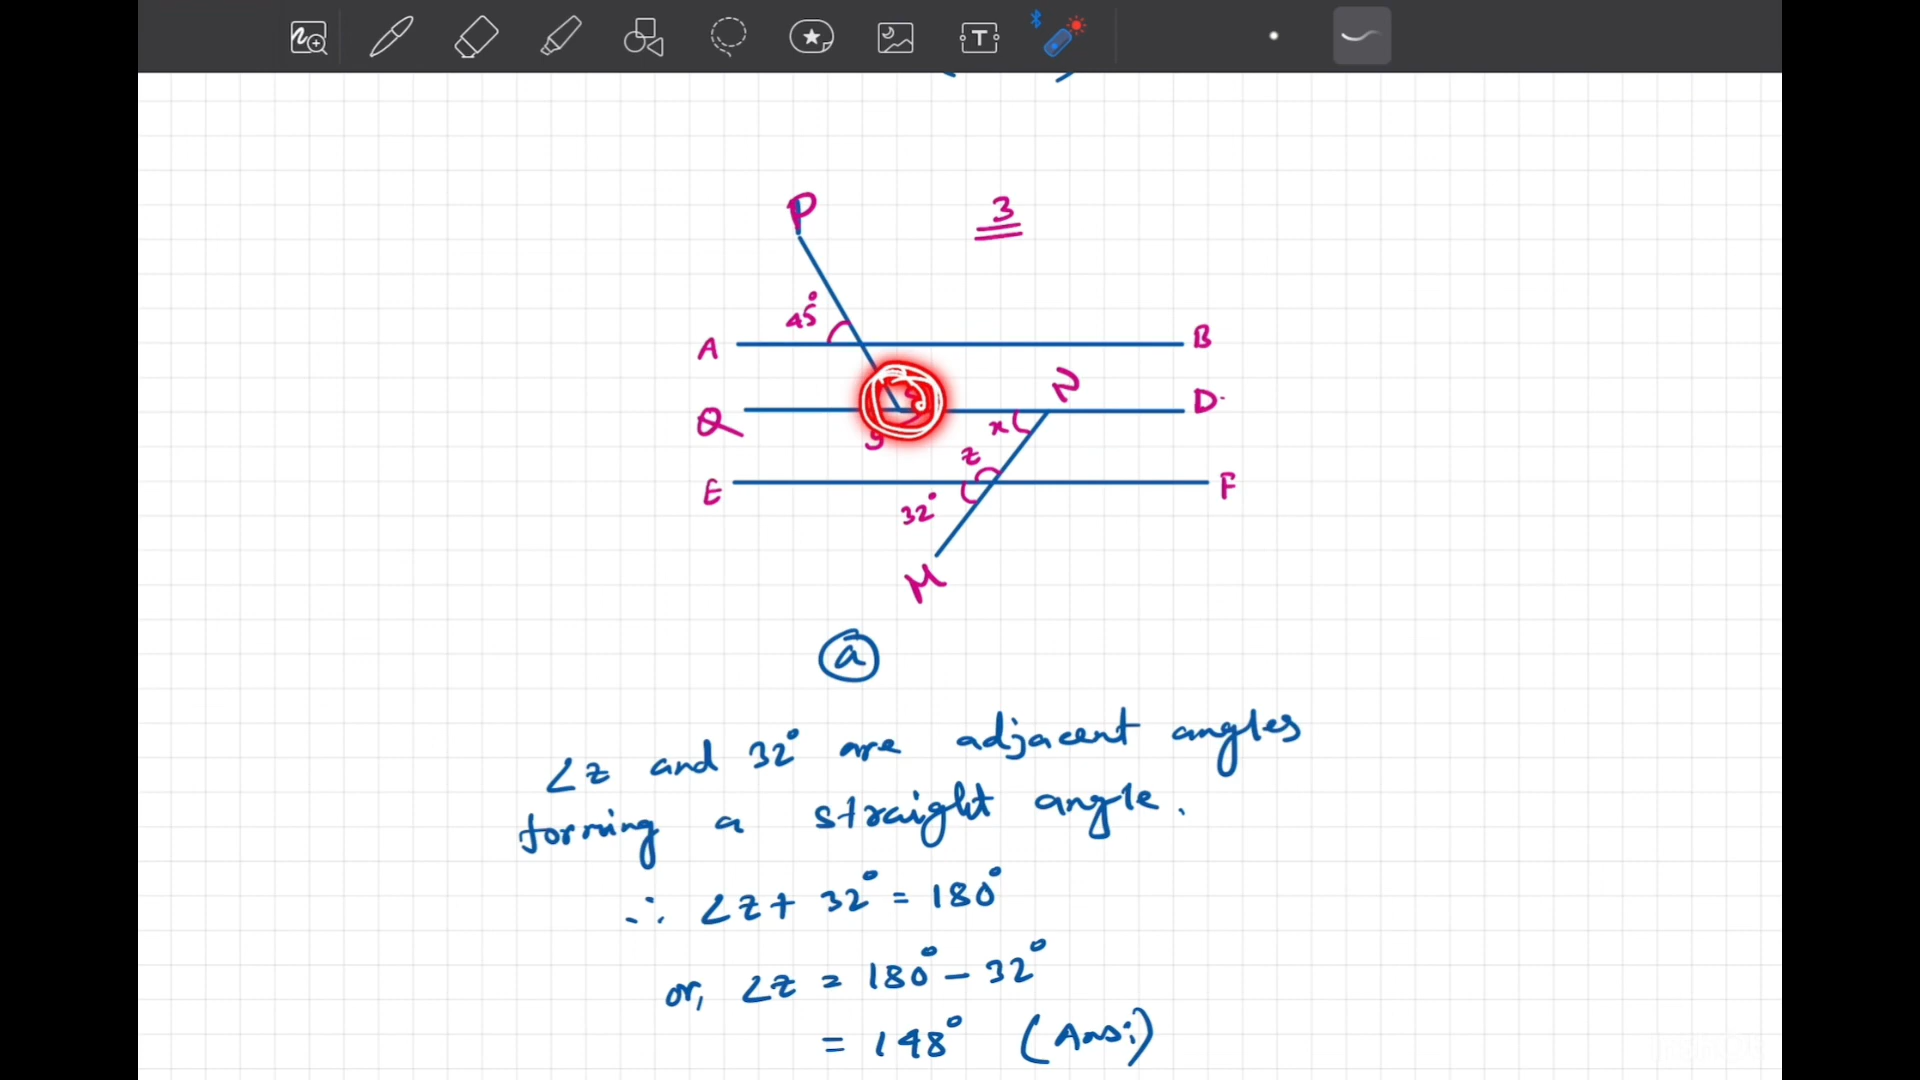 P
3
45°
A
B
N
Q
D
y
x
z
E
F
32°
M
a
∠z and 32° are adjacent angles
forming a straight angle.
∴ ∠z + 32° = 180°
or, ∠z = 180° - 32°
= 148° (Ans:)